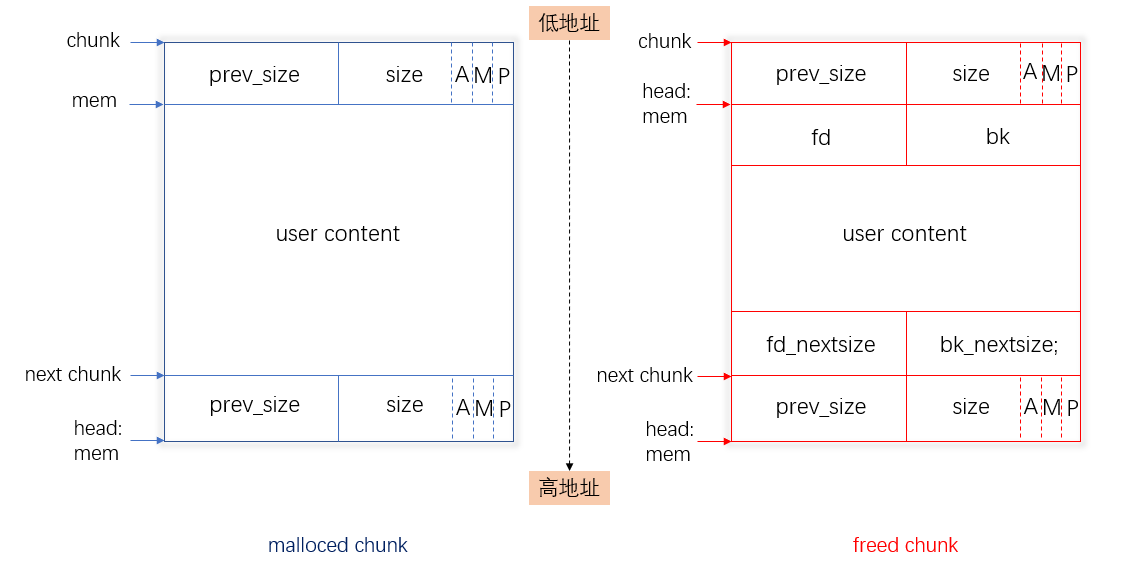 低地址
chunk
prev_size size A M P
mem
user content
next chunk
prev_size size A M P
head:
mem
malloced chunk
chunk
prev_size size A M P
head:
mem
fd bk
user content
fd_nextsize bk_nextsize;
next chunk
prev_size size A M P
head:
mem
高地址
freed chunk